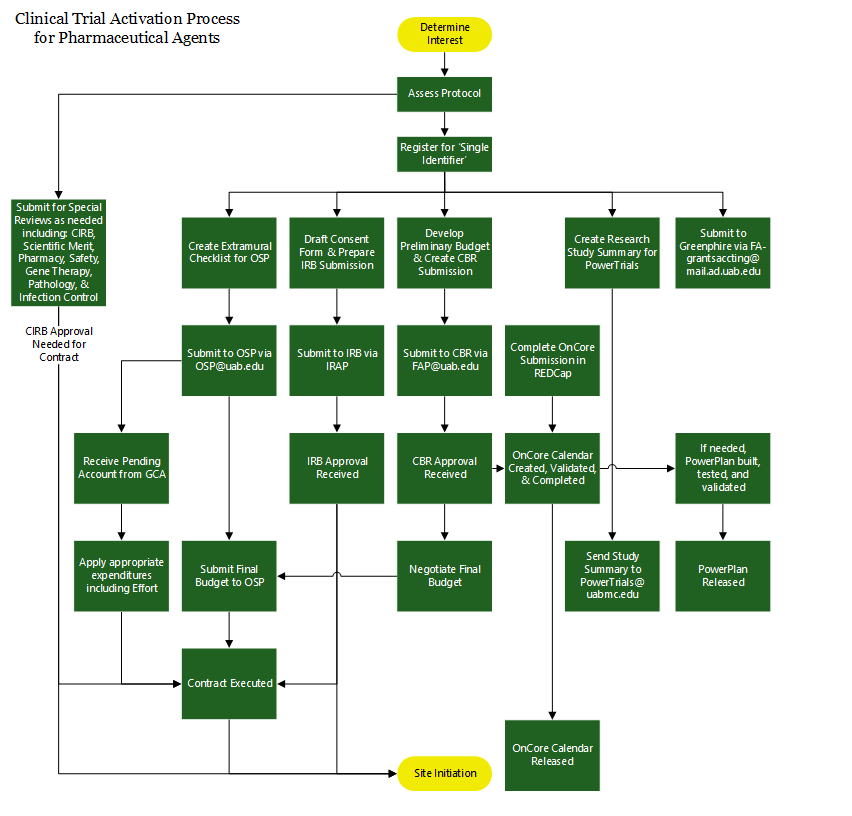 Clinical Trial Activation Process
for Pharmaceutical Agents
Determine
Interest
Assess Protocol
Register for 'Single
Identifier'
Submit for Special
Reviews as needed
including: CIRB,
Scientific Merit,
Pharmacy, Safety,
Gene Therapy,
Pathology, &
Infection Control
Create Extramural
Checklist for OSP
Draft Consent
Form & Prepare
IRB Submission
Develop
Preliminary Budget
& Create CBR
Submission
Create Research
Study Summary for
PowerTrials
Submit to
Greenphire via FA-
grantsaccting@
mail.ad.uab.edu
CIRB Approval
Needed for
Contract
Submit to OSP via
OSP@uab.edu
Submit to IRB via
IRAP
Submit to CBR via
FAP@uab.edu
Complete OnCore
Submission in
REDCap
Receive Pending
Account from GCA
IRB Approval
Received
CBR Approval
Received
OnCore Calendar
Created, Validated,
& Completed
If needed,
PowerPlan built,
tested, and
validated
Apply appropriate
expenditures
including Effort
Submit Final
Budget to OSP
Negotiate Final
Budget
Send Study
Summary to
PowerTrials@
uabmc.edu
PowerPlan
Released
Contract Executed
OnCore Calendar
Released
Site Initiation